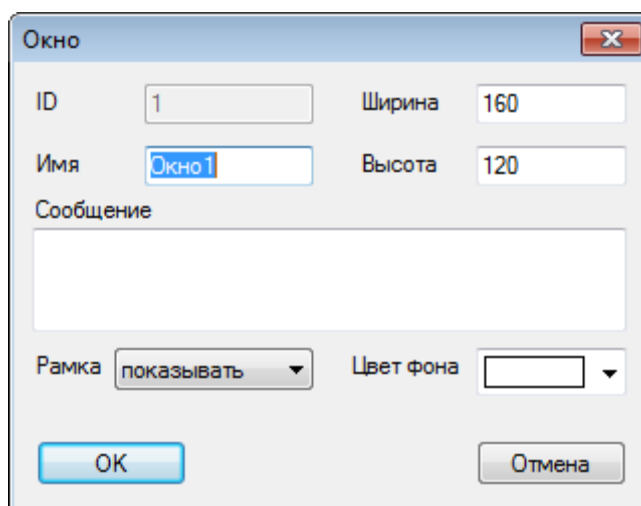 Окно
ID 1 Ширина 160
Имя Окно1 Высота 120
Сообщение
Рамка показывать Цвет фона
OK Отмена